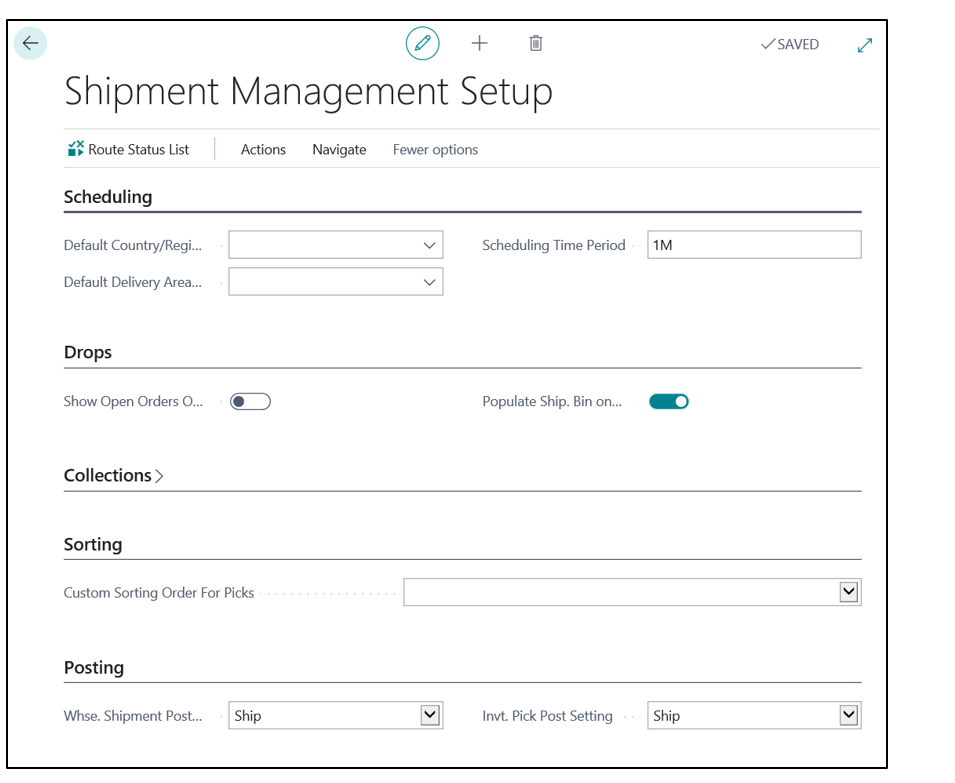 SAVED
Shipment Management Setup
Route Status List Actions Navigate Fewer options
Scheduling
Default Country/Regi... Scheduling Time Period 1M
Default Delivery Area...
Drops
Show Open Orders O... Populate Ship. Bin on...
Collections
Sorting
Custom Sorting Order For Picks
Posting
Whse. Shipment Post... Ship Invt. Pick Post Setting Ship